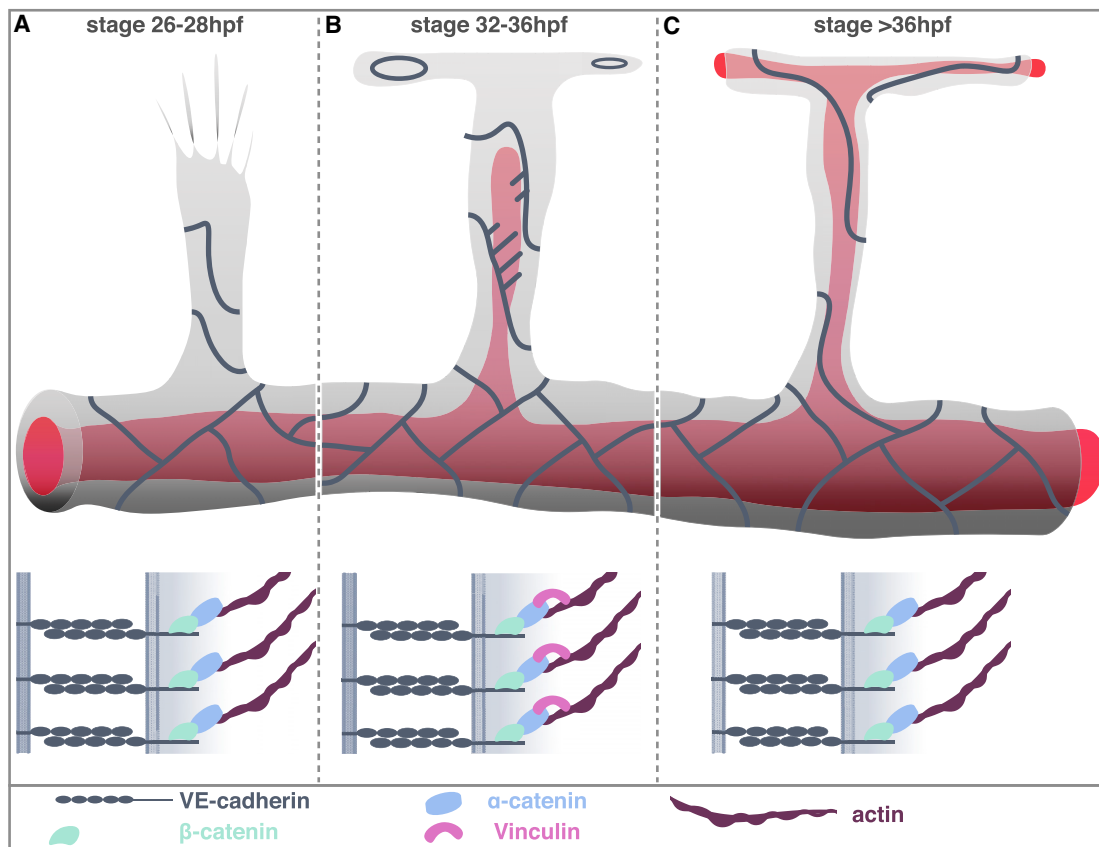 A stage 26-28hpf
B stage 32-36hpf
C stage >36hpf
VE-cadherin
α-catenin
actin
β-catenin
Vinculin